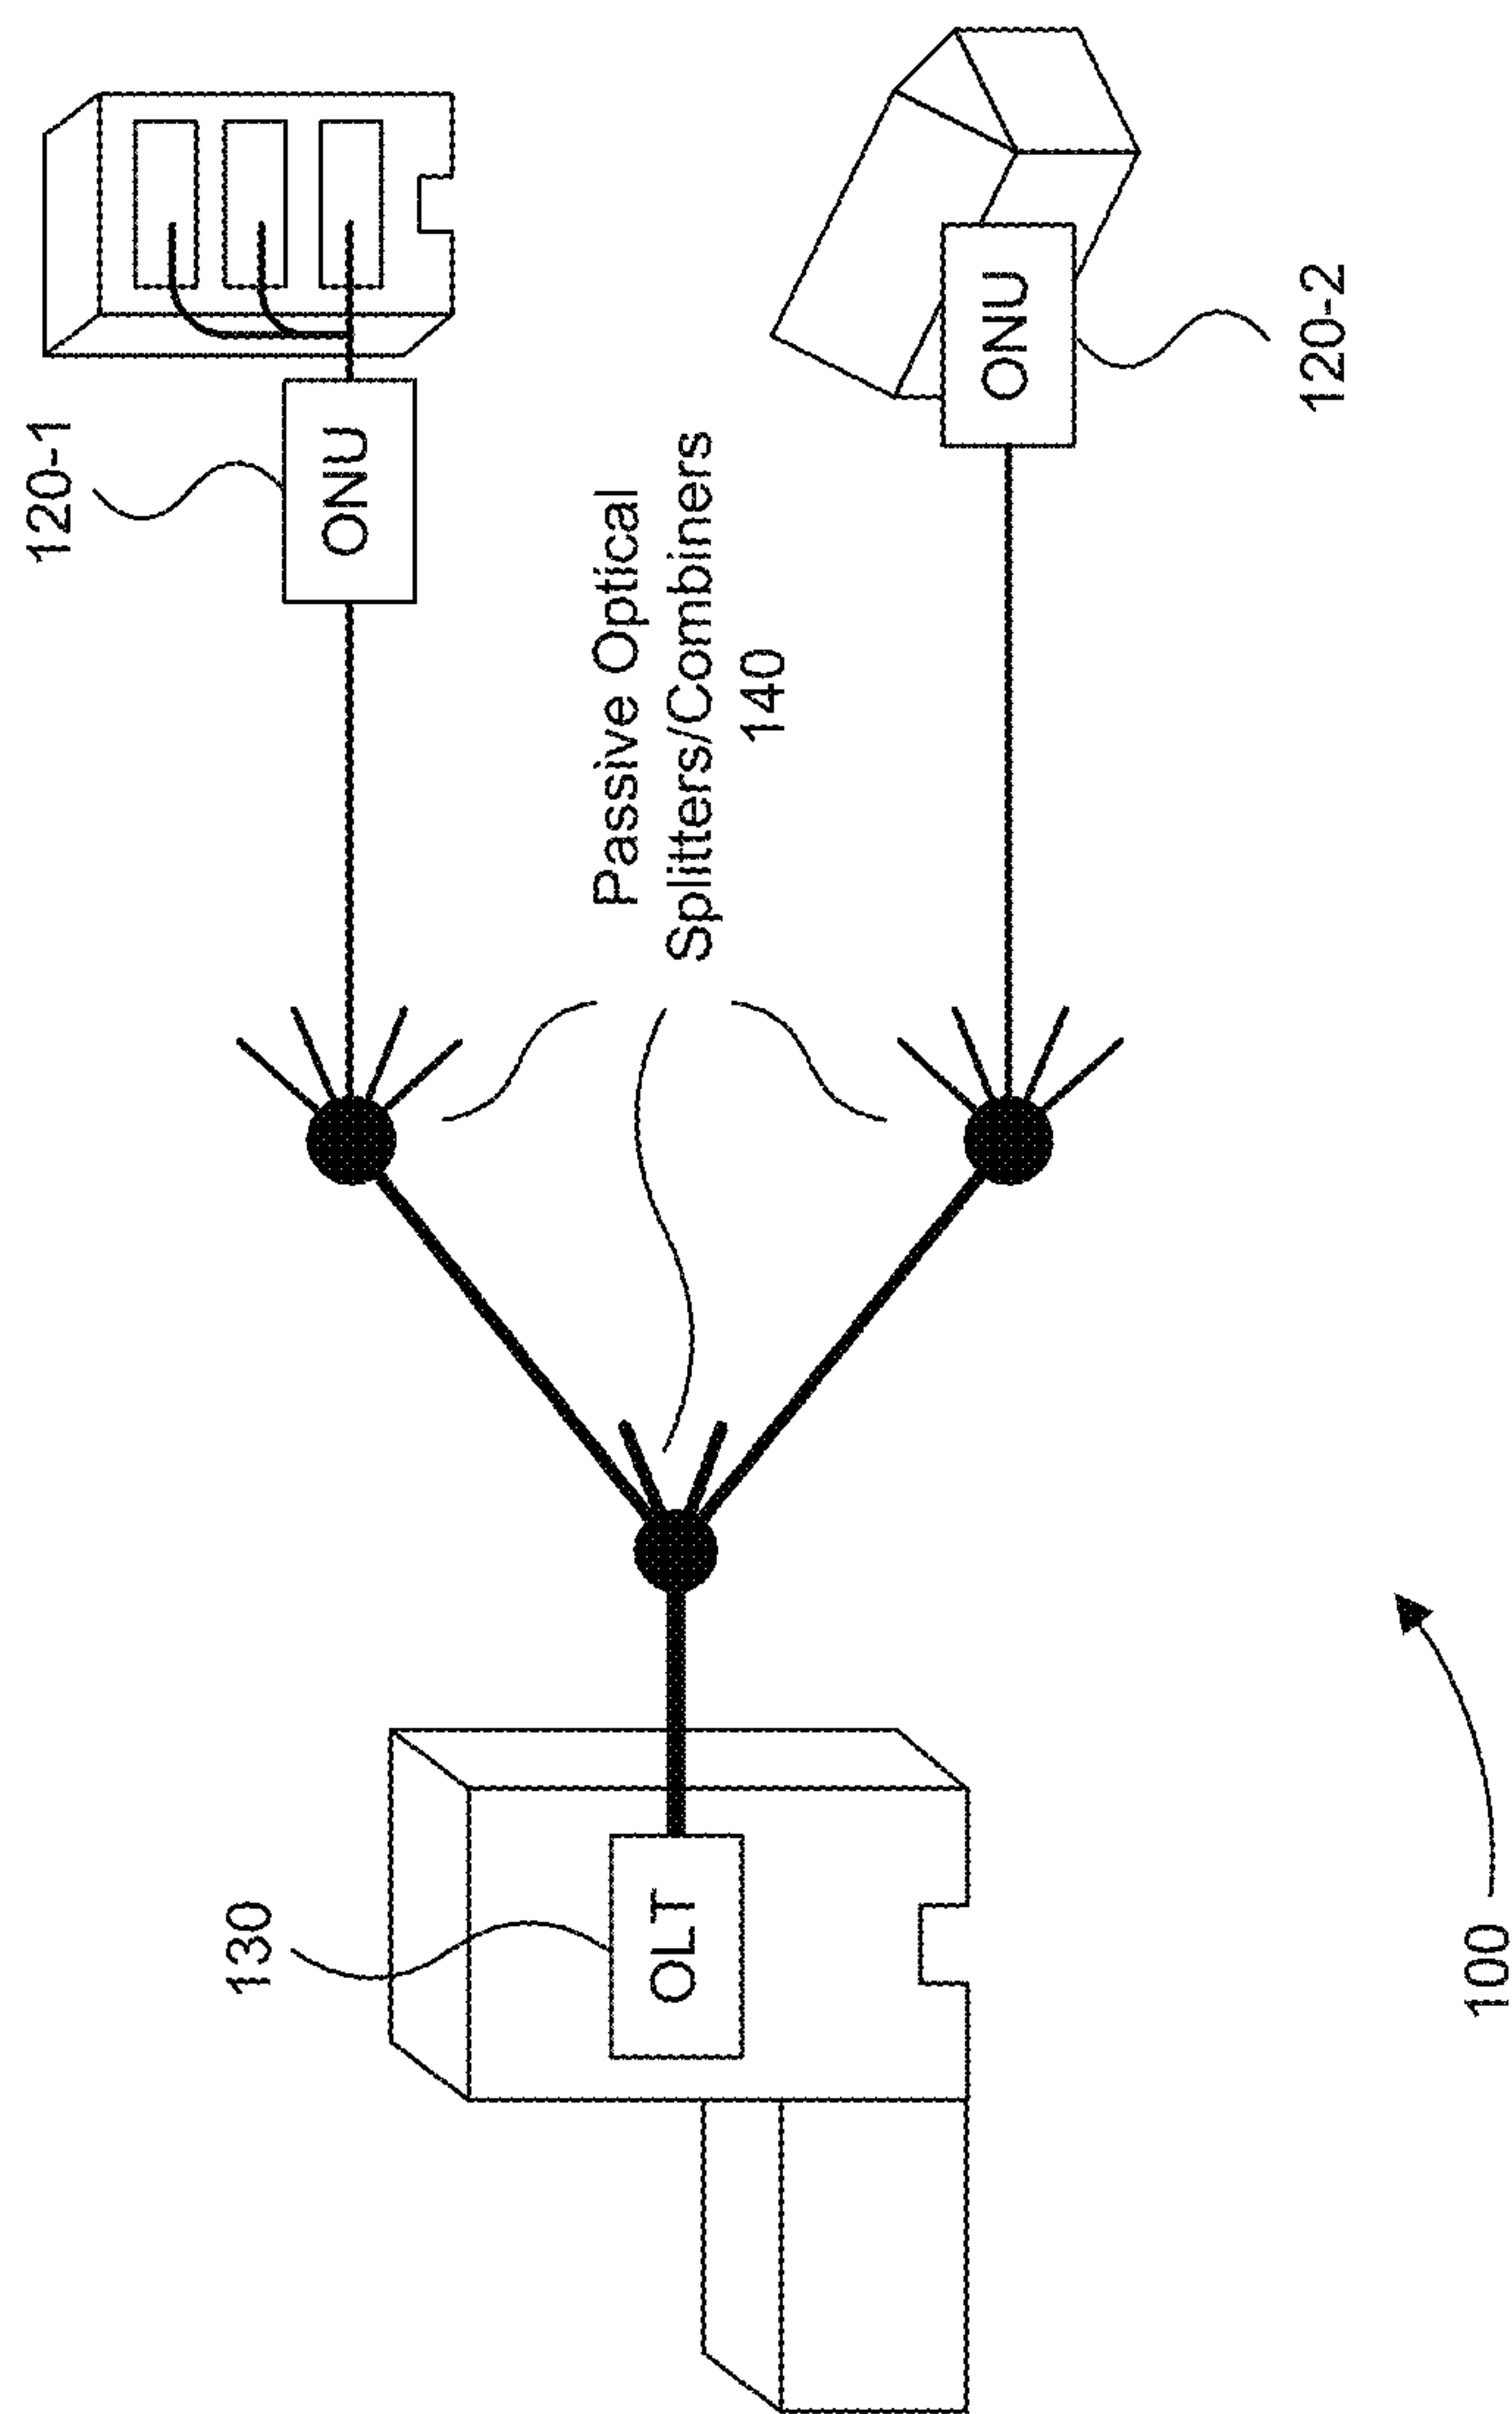 120-1
ONU
Passive Optical
Splitters/Combiners
140
130
OLT
ONU
120-2
100